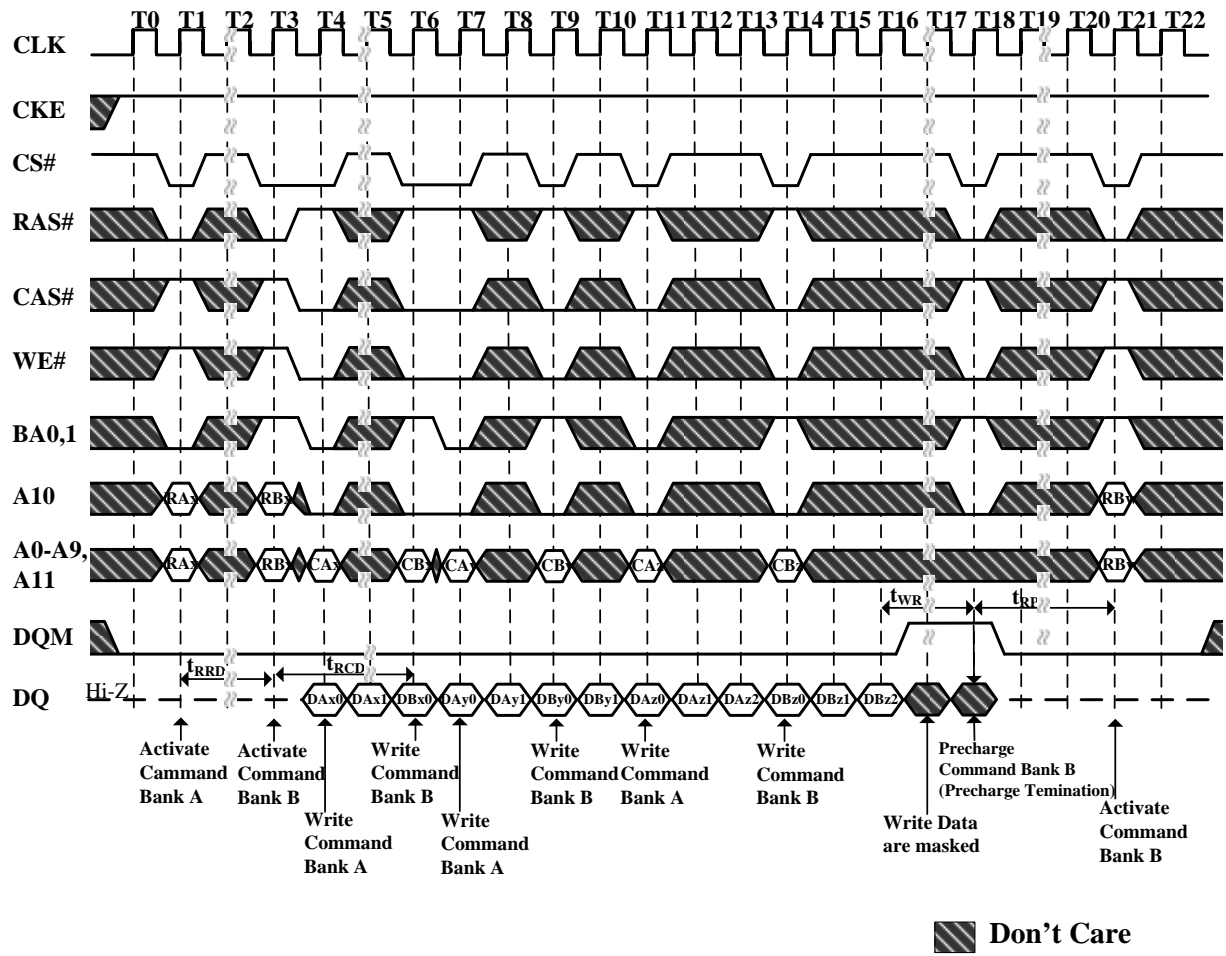 T0 T1 T2 T3 T4 T5 T6 T7 T8 T9 T10 T11 T12 T13 T14 T15 T16 T17 T18 T19 T20 T21 T22
CLK
CKE
CS#
RAS#
CAS#
WE#
BA0,1
A10
RAx RBx RBy
A0-A9,
A11
RAx RBx CAx CBx CAy CBy CAz CBz RBy
tWR tRP
DQM
tRRD tRCD
DQ
Hi-Z
DAx0 DAx1 DBx0 DAy0 DAy1 DBy0 DBy1 DAz0 DAz1 DAz2 DBz0 DBz1 DBz2
Activate
Cammand
Bank A
Activate
Command
Bank B
Write
Command
Bank A
Write
Command
Bank B
Write
Command
Bank A
Write
Command
Bank B
Write
Command
Bank A
Write
Command
Bank B
Write Data
are masked
Precharge
Command Bank B
(Precharge Temination)
Activate
Command
Bank B
Don't Care